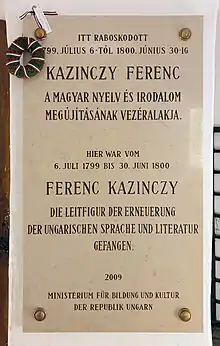 ITT RABOSKODOTT
1799. JÚLIUS 6-TÓL 1800. JÚNIUS 30-IG
KAZINCZY FERENC
A MAGYAR NYELV ÉS IRODALOM
MEGÚJÍTÁSÁNAK VEZÉRALAKJA.
HIER WAR VOM
6. JULI 1799 BIS 30. JUNI 1800
FERENC KAZINCZY
DIE LEITFIGUR DER ERNEUERUNG
DER UNGARISCHEN SPRACHE UND LITERATUR
GEFANGEN.
2009
MINISTERIUM FÜR BILDUNG UND KULTUR
DER REPUBLIK UNGARN